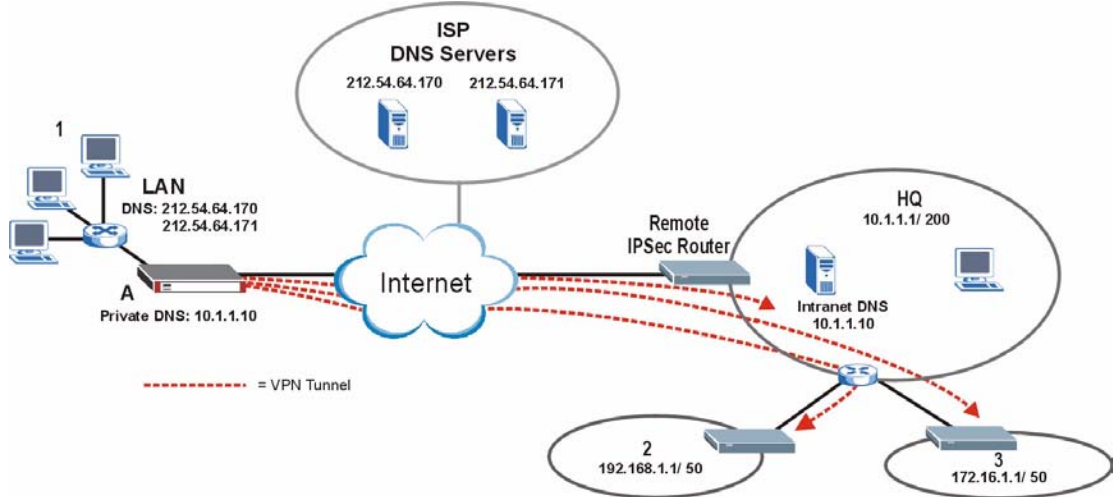 ISP
DNS Servers
212.54.64.170
212.54.64.171
1
LAN
DNS: 212.54.64.170
212.54.64.171
A
Private DNS: 10.1.1.10
Internet
Remote
IPSec Router
HQ
10.1.1.1/ 200
Intranet DNS
10.1.1.10
= VPN Tunnel
2
192.168.1.1/ 50
3
172.16.1.1/ 50